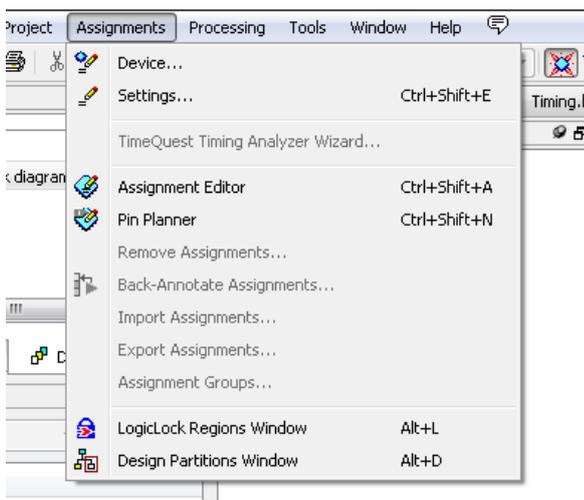 Project Assignments Processing Tools Window Help
Device...
Settings... Ctrl+Shift+E
Timing.
TimeQuest Timing Analyzer Wizard...
diagran
Assignment Editor Ctrl+Shift+A
Pin Planner Ctrl+Shift+N
Remove Assignments...
Back-Annotate Assignments...
Import Assignments...
Export Assignments...
Assignment Groups...
LogicLock Regions Window Alt+L
Design Partitions Window Alt+D